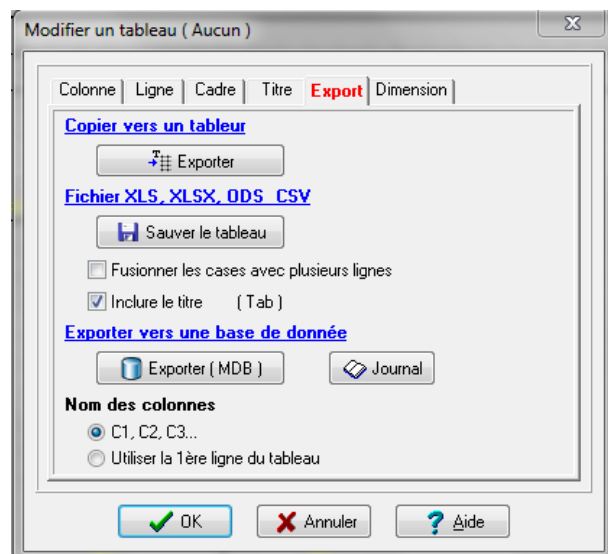 Modifier un tableau ( Aucun )
Colonne Ligne Cadre Titre Export Dimension
Copier vers un tableur
Exporter
Fichier XLS, XLSX, ODS CSV
Sauver le tableau
Fusionner les cases avec plusieurs lignes
Inclure le titre ( Tab )
Exporter vers une base de donnée
Exporter ( MDB ) Journal
Nom des colonnes
C1, C2, C3...
Utiliser la 1ère ligne du tableau
OK Annuler Aide